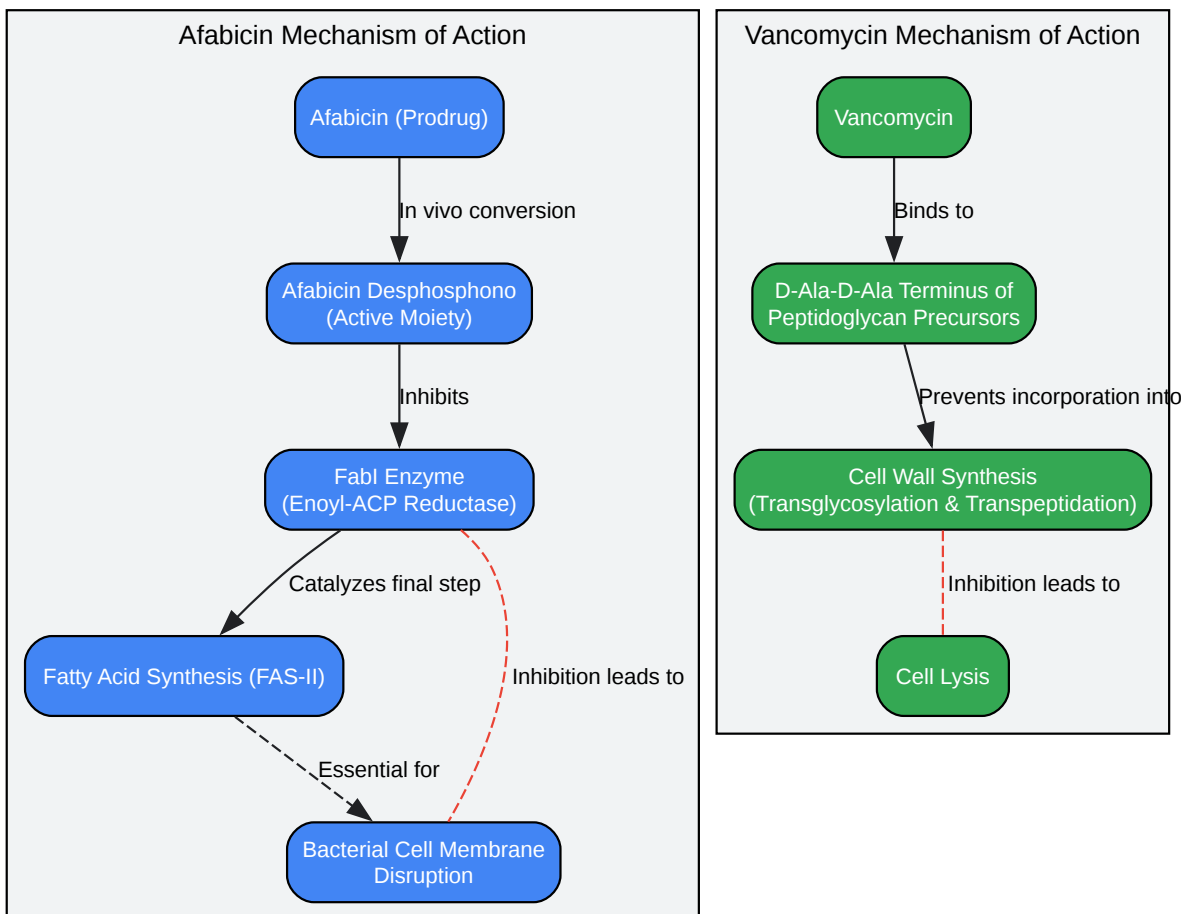 Afabicin Mechanism of Action
Afabicin (Prodrug)
In vivo conversion
Afabicin Desphosphono
(Active Moiety)
Inhibits
FabI Enzyme
(Enoyl-ACP Reductase)
Catalyzes final step
Fatty Acid Synthesis (FAS-II)
Inhibition leads to
Essential for
Bacterial Cell Membrane
Disruption
Vancomycin Mechanism of Action
Vancomycin
Binds to
D-Ala-D-Ala Terminus of
Peptidoglycan Precursors
Prevents incorporation into
Cell Wall Synthesis
(Transglycosylation & Transpeptidation)
Inhibition leads to
Cell Lysis